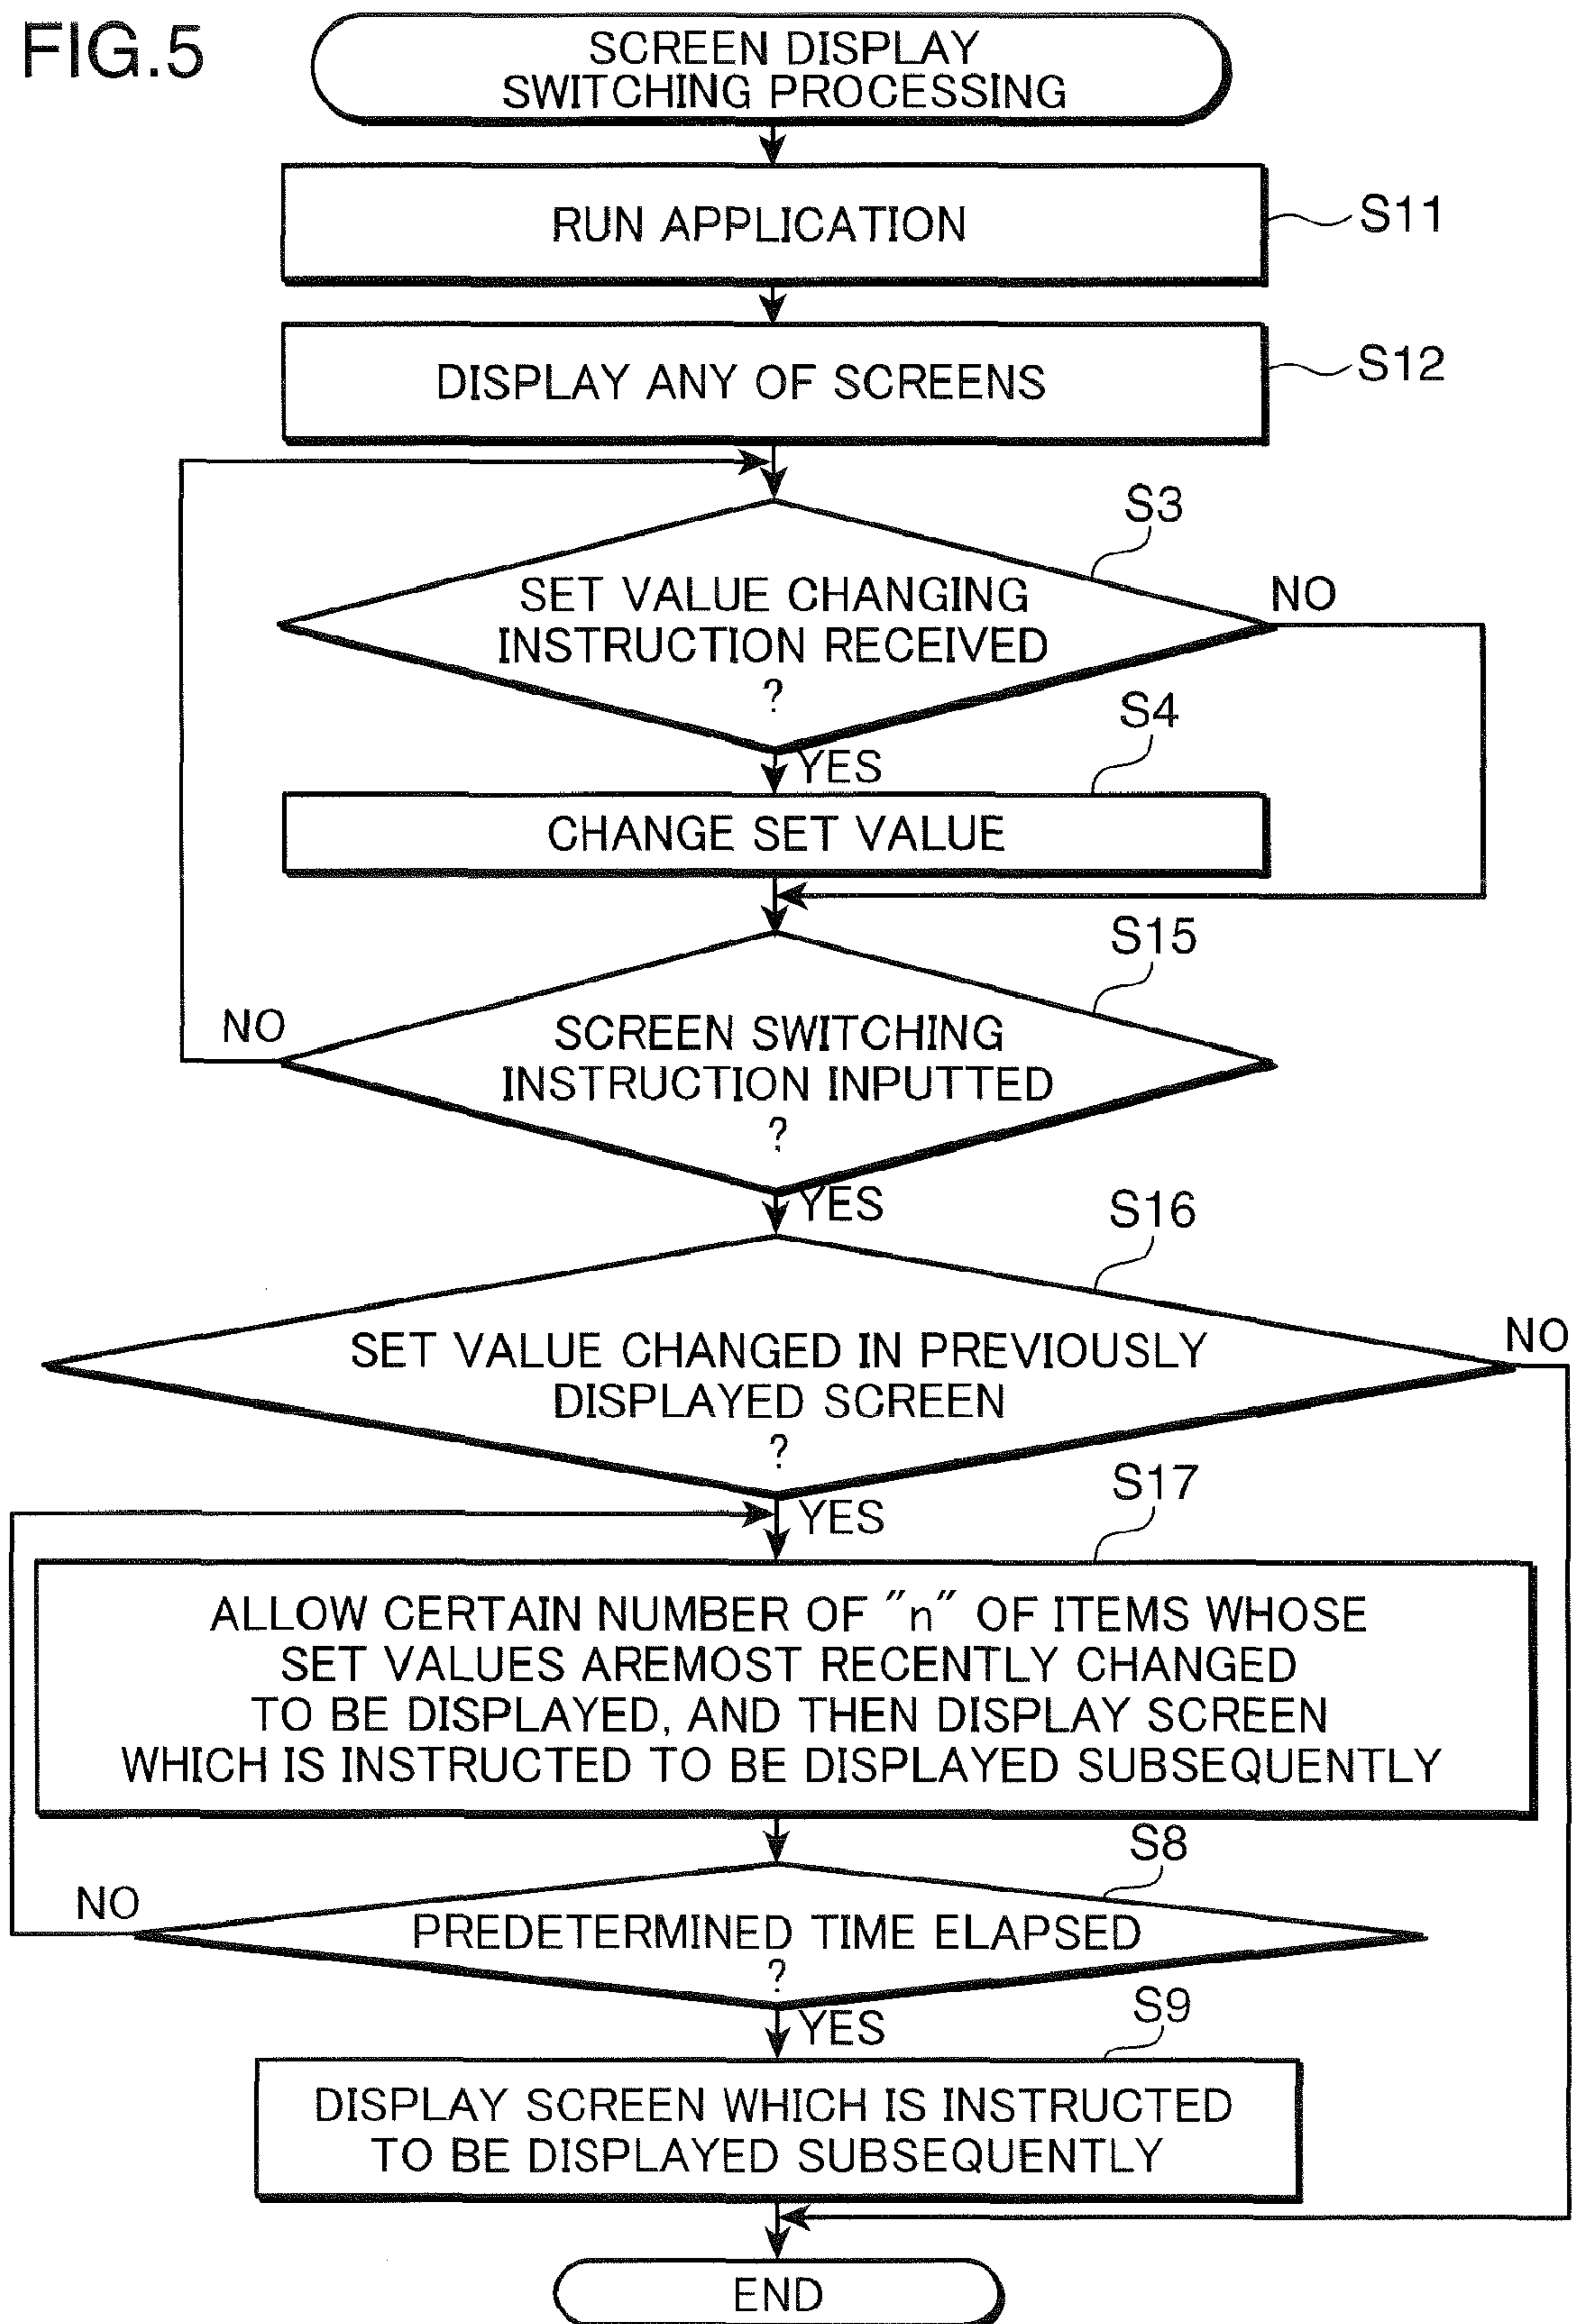 FIG.5
SCREEN DISPLAY
SWITCHING PROCESSING
RUN APPLICATION
S11
DISPLAY ANY OF SCREENS
S12
S3
SET VALUE CHANGING
INSTRUCTION RECEIVED
?
NO
YES
S4
CHANGE SET VALUE
S15
NO
SCREEN SWITCHING
INSTRUCTION INPUTTED
?
YES
S16
SET VALUE CHANGED IN PREVIOUSLY
DISPLAYED SCREEN
?
NO
YES
S17
ALLOW CERTAIN NUMBER OF "n" OF ITEMS WHOSE
SET VALUES AREMOST RECENTLY CHANGED
TO BE DISPLAYED, AND THEN DISPLAY SCREEN
WHICH IS INSTRUCTED TO BE DISPLAYED SUBSEQUENTLY
S8
NO
PREDETERMINED TIME ELAPSED
?
YES
S9
DISPLAY SCREEN WHICH IS INSTRUCTED
TO BE DISPLAYED SUBSEQUENTLY
END